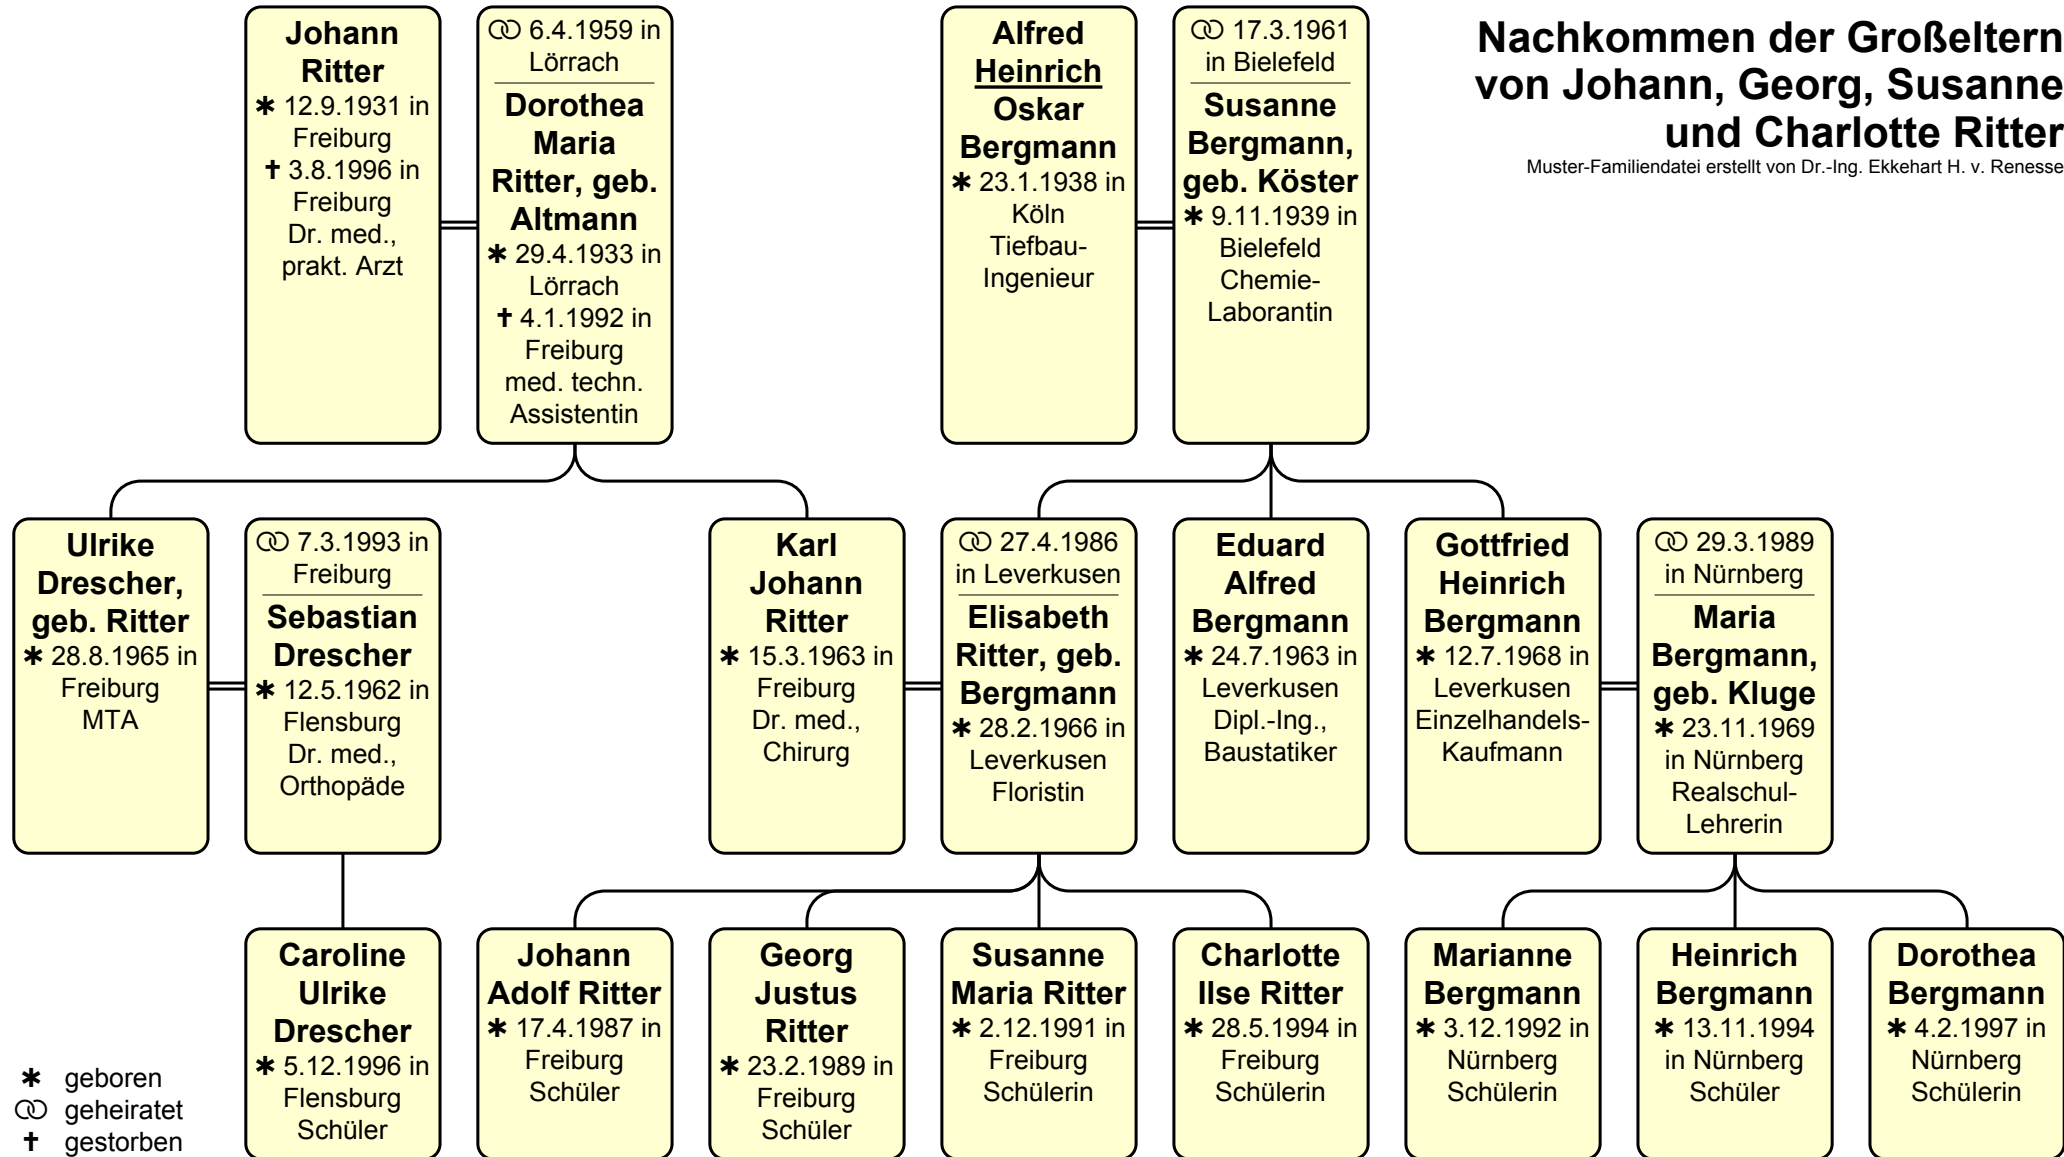 Nachkommen der Großeltern
von Johann, Georg, Susanne
und Charlotte Ritter
Muster-Familiendatei erstellt von Dr.-Ing. Ekkehart H. v. Renesse
Johann
Ritter
* 12.9.1931 in
Freiburg
✝ 3.8.1996 in
Freiburg
Dr. med.,
prakt. Arzt
⚭ 6.4.1959 in
Lörrach
Dorothea
Maria
Ritter, geb.
Altmann
* 29.4.1933 in
Lörrach
✝ 4.1.1992 in
Freiburg
med. techn.
Assistentin
Alfred
Heinrich
Oskar
Bergmann
* 23.1.1938 in
Köln
Tiefbau-
Ingenieur
⚭ 17.3.1961
in Bielefeld
Susanne
Bergmann,
geb. Köster
* 9.11.1939 in
Bielefeld
Chemie-
Laborantin
Ulrike
Drescher,
geb. Ritter
* 28.8.1965 in
Freiburg
MTA
⚭ 7.3.1993 in
Freiburg
Sebastian
Drescher
* 12.5.1962 in
Flensburg
Dr. med.,
Orthopäde
Karl
Johann
Ritter
* 15.3.1963 in
Freiburg
Dr. med.,
Chirurg
⚭ 27.4.1986
in Leverkusen
Elisabeth
Ritter, geb.
Bergmann
* 28.2.1966 in
Leverkusen
Floristin
Eduard
Alfred
Bergmann
* 24.7.1963 in
Leverkusen
Dipl.-Ing.,
Baustatiker
Gottfried
Heinrich
Bergmann
* 12.7.1968 in
Leverkusen
Einzelhandels-
Kaufmann
⚭ 29.3.1989
in Nürnberg
Maria
Bergmann,
geb. Kluge
* 23.11.1969
in Nürnberg
Realschul-
Lehrerin
Caroline
Ulrike
Drescher
* 5.12.1996 in
Flensburg
Schüler
Johann
Adolf Ritter
* 17.4.1987 in
Freiburg
Schüler
Georg
Justus
Ritter
* 23.2.1989 in
Freiburg
Schüler
Susanne
Maria Ritter
* 2.12.1991 in
Freiburg
Schülerin
Charlotte
Ilse Ritter
* 28.5.1994 in
Freiburg
Schülerin
Marianne
Bergmann
* 3.12.1992 in
Nürnberg
Schülerin
Heinrich
Bergmann
* 13.11.1994
in Nürnberg
Schüler
Dorothea
Bergmann
* 4.2.1997 in
Nürnberg
Schülerin
* geboren
⚭ geheiratet
✝ gestorben